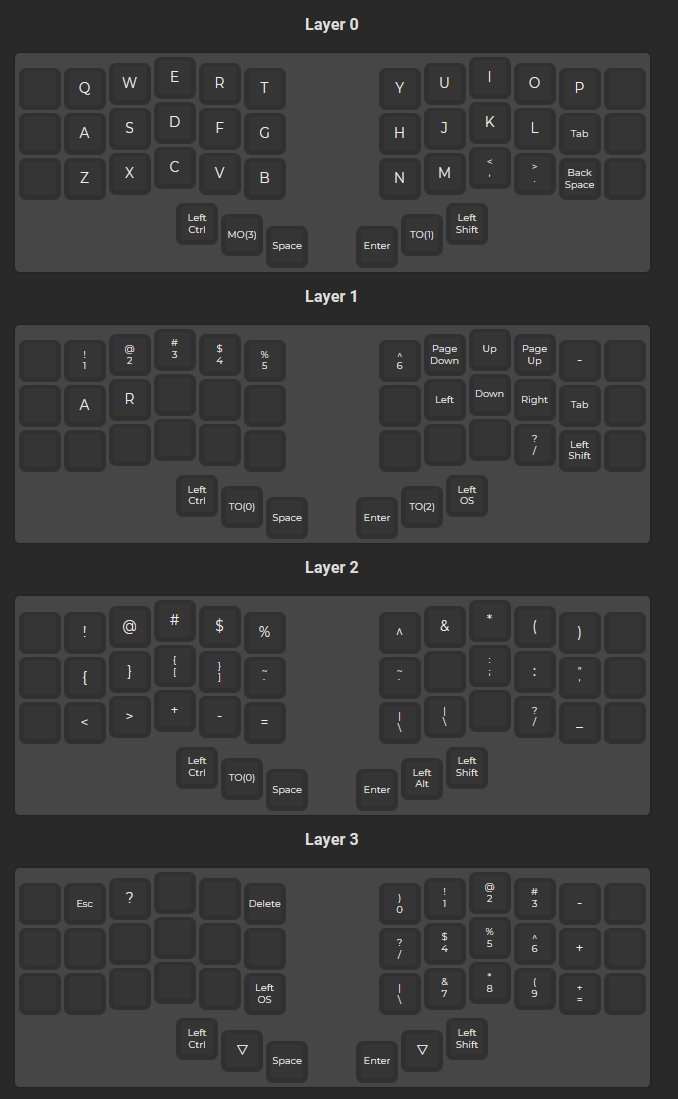 Layer 0
Q W E R T Y U I O P
A S D F G H J K L Tab
Z X C V B N M < , > . Back Space
Left Ctrl MO(3) Space Enter TO(1) Left Shift
Layer 1
! 1 @ 2 # 3 $ 4 % 5 ^ 6 Page Down Up Page Up -
A R Left Down Right Tab
? / Left Shift
Left Ctrl TO(0) Space Enter TO(2) Left OS
Layer 2
! @ # $ % ^ & * ( )
{ } { [ } ] ~ ` ~ ` : ; : " '
< > + - = | \ | \ ? / _
Left Ctrl TO(0) Space Enter Left Alt Left Shift
Layer 3
Esc ? Delete ) 0 ! 1 @ 2 # 3 -
? / $ 4 % 5 ^ 6 +
Left OS | \ & 7 * 8 ( 9 + =
Left Ctrl ▽ Space Enter ▽ Left Shift